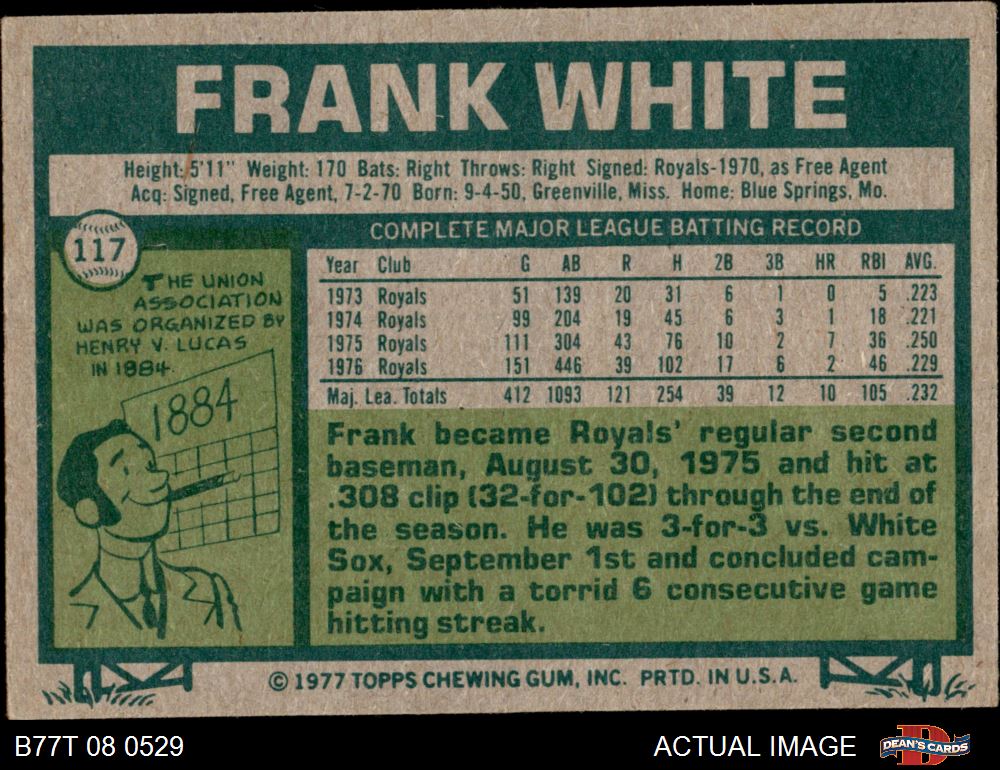 FRANK WHITE
Height: 5'11" Weight: 170 Bats: Right Throws: Right Signed: Royals-1970, as Free Agent
Acq: Signed, Free Agent, 7-2-70 Born: 9-4-50, Greenville, Miss. Home: Blue Springs, Mo.
117
THE UNION
ASSOCIATION
WAS ORGANIZED BY
HENRY V. LUCAS
IN 1884.
1884
COMPLETE MAJOR LEAGUE BATTING RECORD
Year Club G AB R H 2B 3B HR RBI AVG.
1973 Royals 51 139 20 31 6 1 0 5 .223
1974 Royals 99 204 19 45 6 3 1 18 .221
1975 Royals 111 304 43 76 10 2 7 36 .250
1976 Royals 151 446 39 102 17 6 2 46 .229
Maj. Lea. Totals 412 1093 121 254 39 12 10 105 .232
Frank became Royals' regular second
baseman, August 30, 1975 and hit at
.308 clip (32-for-102) through the end of
the season. He was 3-for-3 vs. White
Sox, September 1st and concluded cam-
paign with a torrid 6 consecutive game
hitting streak.
© 1977 TOPPS CHEWING GUM, INC. PRTD. IN U.S.A.
B77T 08 0529
ACTUAL IMAGE
D
DEAN'S CARDS